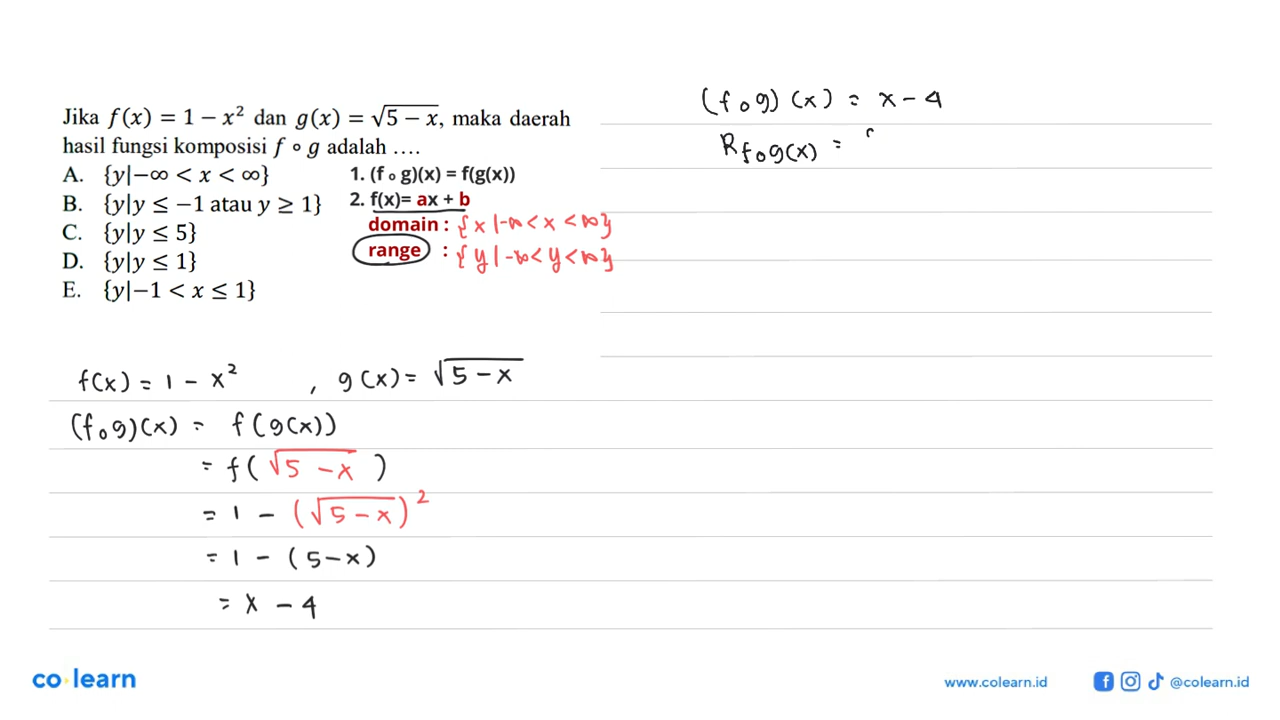 Jika f(x) = 1 − x² dan g(x) = √(5 − x), maka daerah
hasil fungsi komposisi f ∘ g adalah ….
A. {y|−∞ < x < ∞}
B. {y|y ≤ −1 atau y ≥ 1}
C. {y|y ≤ 5}
D. {y|y ≤ 1}
E. {y|−1 < x ≤ 1}
1. (f ∘ g)(x) = f(g(x))
2. f(x)= ax + b
domain : {x|-∞<x<∞}
range : {y|-∞<y<∞}
f(x) = 1 - x² , g(x) = √(5-x)
(f∘g)(x) = f(g(x))
= f(√(5-x))
= 1 - (√(5-x))²
= 1 - (5-x)
= x - 4
(f∘g)(x) = x - 4
R f∘g(x) =
co learn
www.colearn.id
@colearn.id